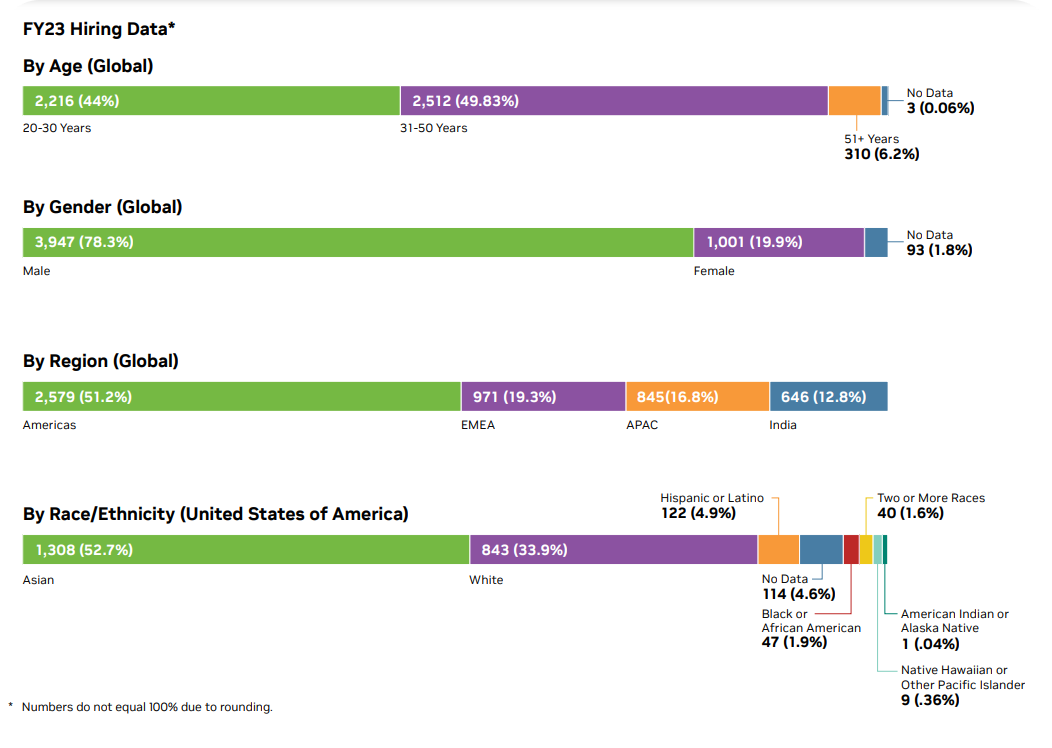 FY23 Hiring Data*
By Age (Global)
2,216 (44%)
2,512 (49.83%)
No Data
3 (0.06%)
20-30 Years
31-50 Years
51+ Years
310 (6.2%)
By Gender (Global)
3,947 (78.3%)
1,001 (19.9%)
No Data
93 (1.8%)
Male
Female
By Region (Global)
2,579 (51.2%)
971 (19.3%)
845(16.8%)
646 (12.8%)
Americas
EMEA
APAC
India
By Race/Ethnicity (United States of America)
Hispanic or Latino
122 (4.9%)
Two or More Races
40 (1.6%)
1,308 (52.7%)
843 (33.9%)
Asian
White
No Data
114 (4.6%)
Black or
African American
47 (1.9%)
American Indian or
Alaska Native
1 (.04%)
Native Hawaiian or
Other Pacific Islander
9 (.36%)
* Numbers do not equal 100% due to rounding.